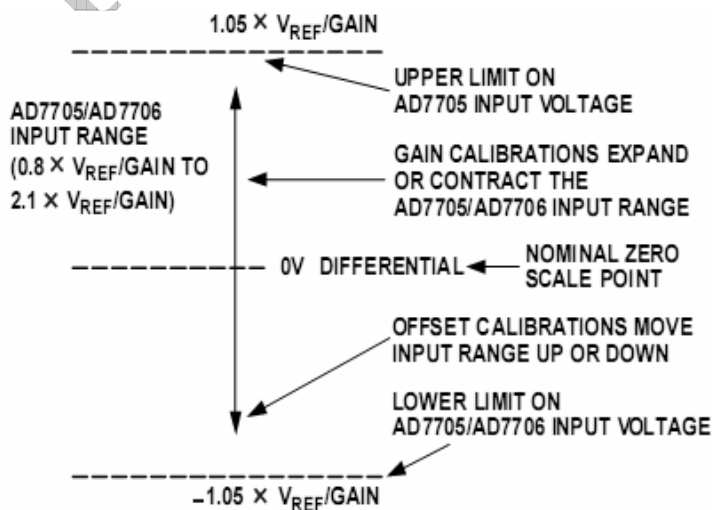 1.05 × VREF/GAIN
UPPER LIMIT ON
AD7705 INPUT VOLTAGE
AD7705/AD7706
INPUT RANGE
(0.8 × VREF/GAIN TO
2.1 × VREF/GAIN)
GAIN CALIBRATIONS EXPAND
OR CONTRACT THE
AD7705/AD7706 INPUT RANGE
0V DIFFERENTIAL
NOMINAL ZERO
SCALE POINT
OFFSET CALIBRATIONS MOVE
INPUT RANGE UP OR DOWN
LOWER LIMIT ON
AD7705/AD7706 INPUT VOLTAGE
–1.05 × VREF/GAIN